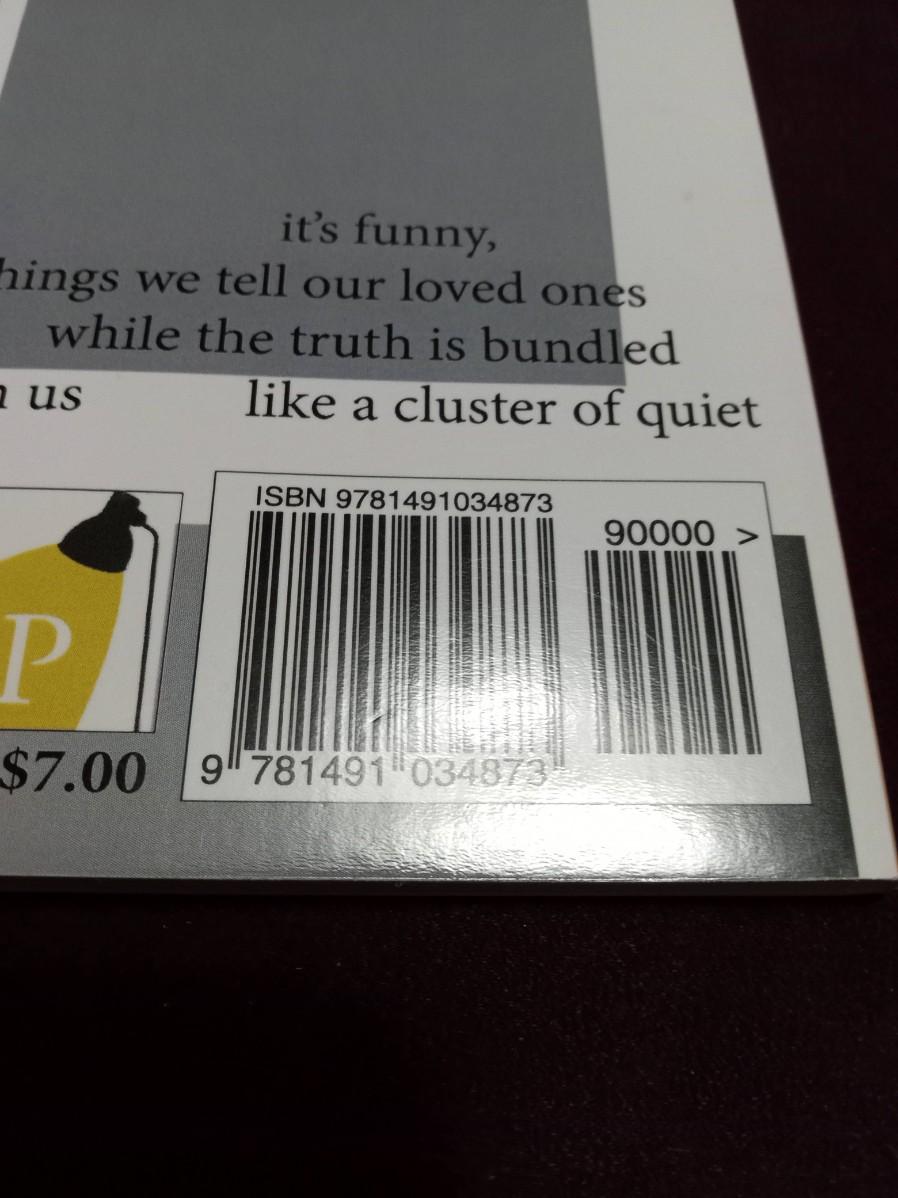 it's funny,
hings we tell our loved ones
while the truth is bundled
us like a cluster of quiet
ISBN 9781491034873
90000 >
P
$7.00
9 781491 034873